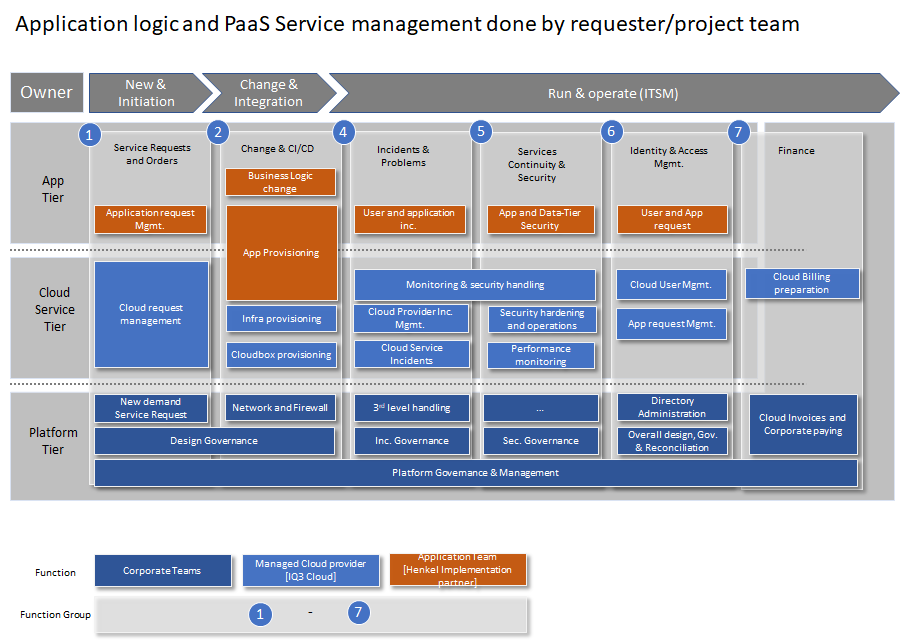 Application logic and PaaS Service management done by requester/project team
Owner
New &
Initiation
Change &
Integration
Run & operate (ITSM)
1
2
4
5
6
7
App
Tier
Service Requests
and Orders
Change & CI/CD
Incidents &
Problems
Services
Continuity &
Security
Identity & Access
Mgmt.
Finance
Business Logic
change
Application request
Mgmt.
App Provisioning
User and application
inc.
App and Data-Tier
Security
User and App
request
Cloud
Service
Tier
Cloud request
management
Infra provisioning
Cloudbox provisioning
Monitoring & security handling
Cloud Provider Inc.
Mgmt.
Cloud Service
Incidents
Security hardening
and operations
Performance
monitoring
Cloud User Mgmt.
App request Mgmt.
Cloud Billing
preparation
Platform
Tier
New demand
Service Request
Network and Firewall
3rd level handling
...
Directory
Administration
Cloud Invoices and
Corporate paying
Design Governance
Inc. Governance
Sec. Governance
Overall design, Gov.
& Reconciliation
Platform Governance & Management
Function
Corporate Teams
Managed Cloud provider
[IQ3 Cloud]
Application Team
[Henkel Implementation
partner]
Function Group
1
-
7